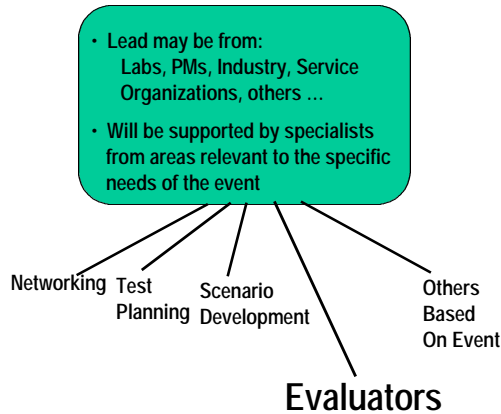 • Lead may be from:
Labs, PMs, Industry, Service
Organizations, others ...
• Will be supported by specialists
from areas relevant to the specific
needs of the event
Networking
Test
Planning
Scenario
Development
Others
Based
On Event
Evaluators